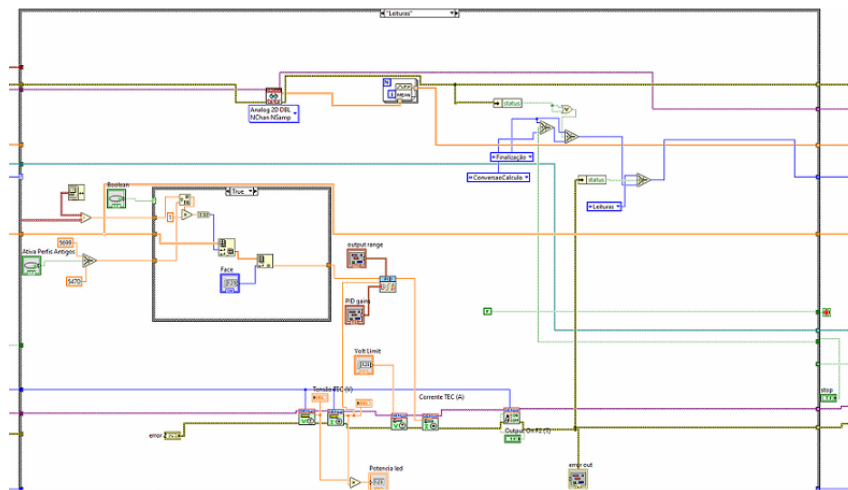 "Leituras"
Analog 2D DBL
NChan NSamp
MEAN
status
Finalização
ConversaoCalculo
status
Leituras
Boolean
True
1
5699
Ativa Perfis Antigos
5470
Face
output range
PID gains
Volt Limit
Tensão TEC (V)
Corrente TEC (A)
stop
error
Output On #2 (T)
Potencia led
error out